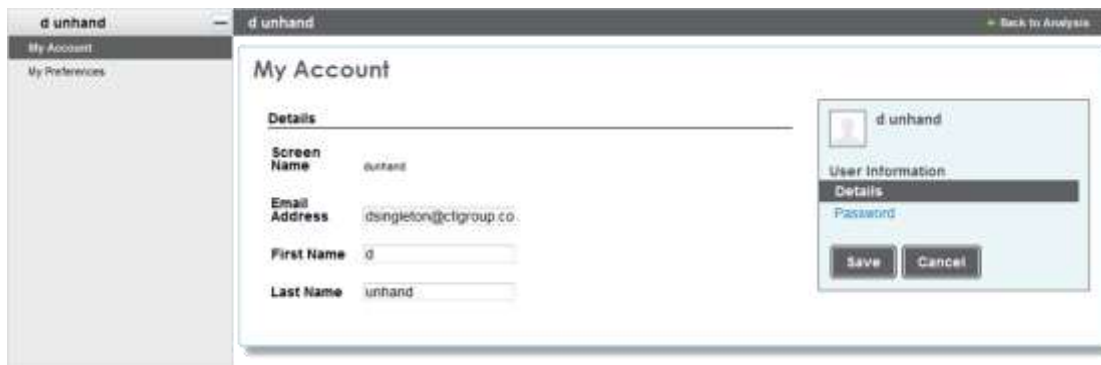 d unhand
My Account
My Preferences
d unhand
Back to Analysis
My Account
Details
Screen Name
dunhand
Email Address
dsingleton@ctigroup.co
First Name
d
Last Name
unhand
d unhand
User Information
Details
Password
Save Cancel